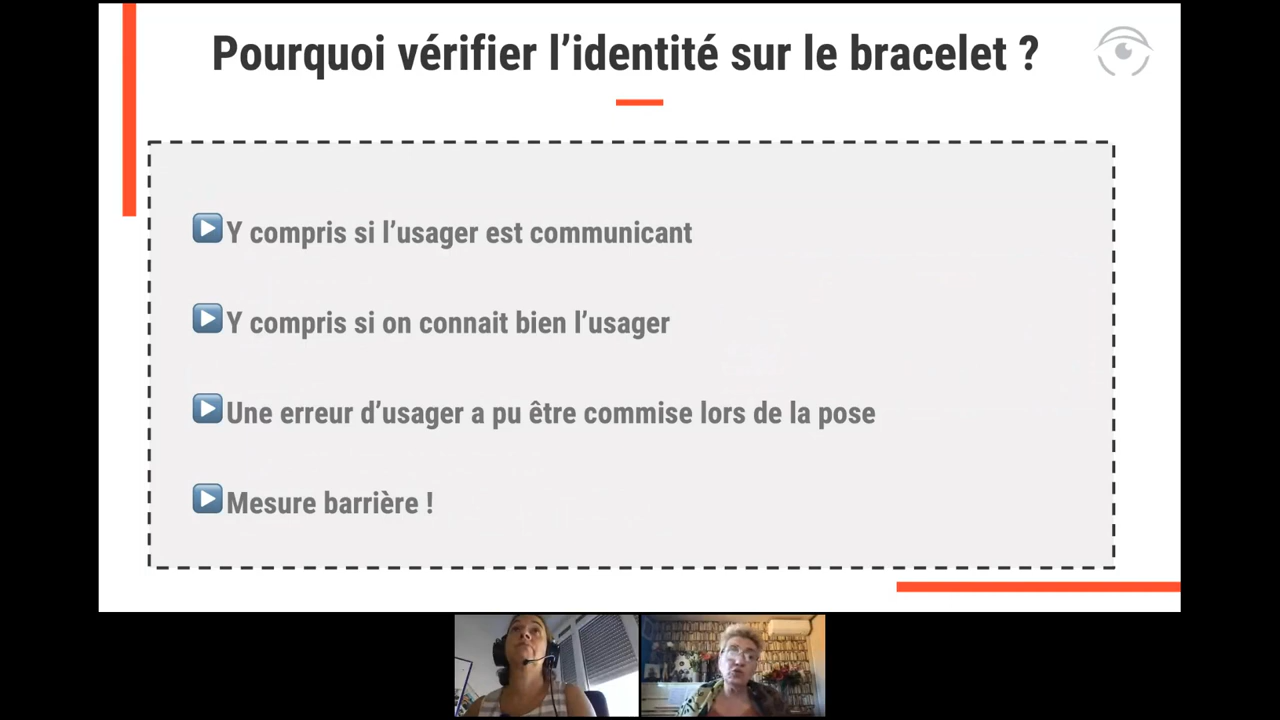 Pourquoi vérifier l’identité sur le bracelet ?
Y compris si l’usager est communicant
Y compris si on connait bien l’usager
Une erreur d’usager a pu être commise lors de la pose
Mesure barrière !